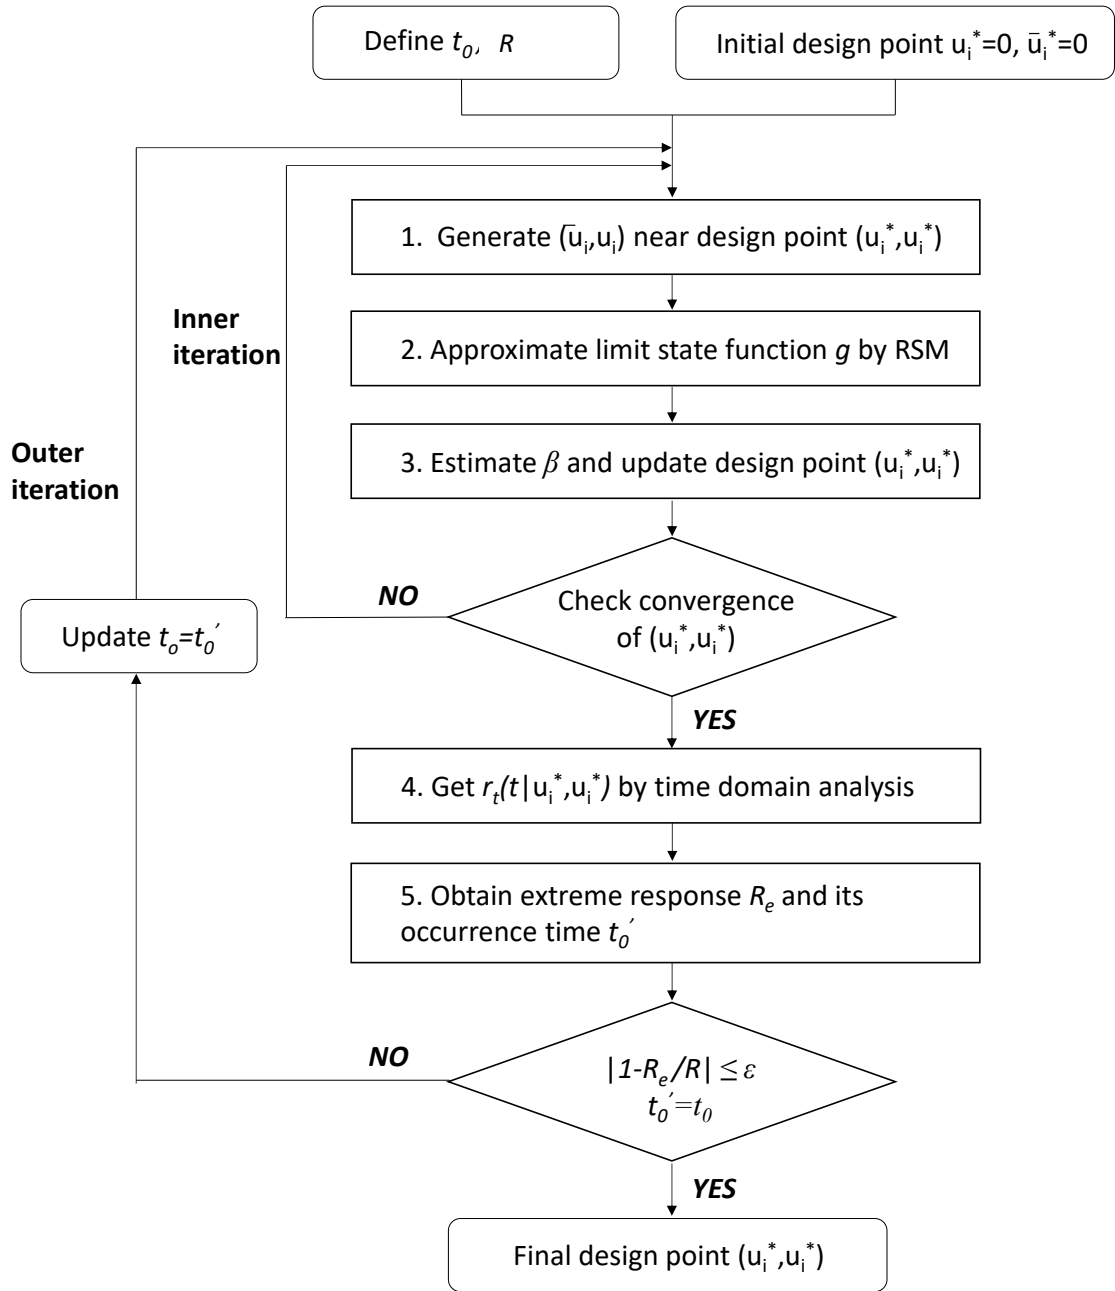 Define t₀, R
Initial design point uᵢ*=0, ūᵢ*=0
1. Generate (ūᵢ,uᵢ) near design point (uᵢ*,uᵢ*)
Inner
iteration
2. Approximate limit state function g by RSM
Outer
iteration
3. Estimate β and update design point (uᵢ*,uᵢ*)
NO
Check convergence
of (uᵢ*,uᵢ*)
Update tₒ=t₀′
YES
4. Get rₜ(t|uᵢ*,uᵢ*) by time domain analysis
5. Obtain extreme response Rₑ and its
occurrence time t₀′
NO
|1-Rₑ/R| ≤ ε
t₀′=t₀
YES
Final design point (uᵢ*,uᵢ*)